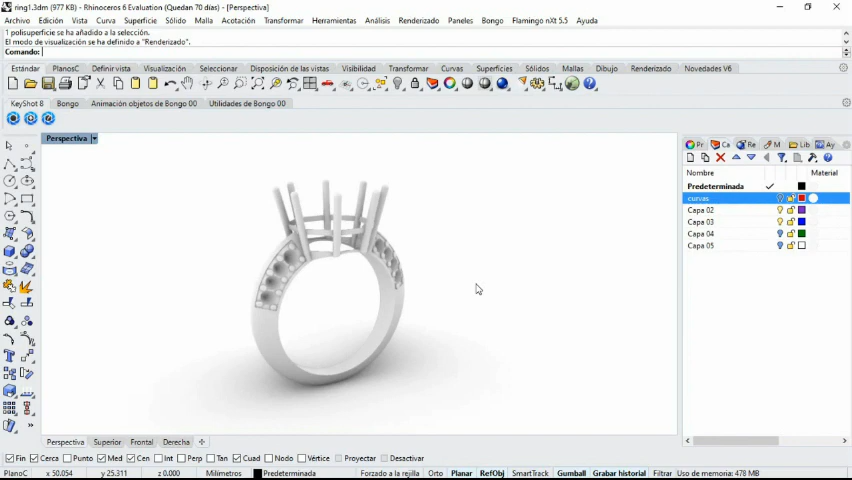 ring1.3dm (977 KB) - Rhinoceros 6 Evaluation (Quedan 70 días) - [Perspectiva]
Archivo Edición Vista Curva Superficie Sólido Malla Acotación Transformar Herramientas Análisis Renderizado Paneles Bongo Flamingo nXt 5.5 Ayuda
1 polisuperficie se ha añadido a la selección.
El modo de visualización se ha definido a "Renderizado".
Comando:
Estándar PlanosC Definir vista Visualización Seleccionar Disposición de las vistas Visibilidad Transformar Curvas Superficies Sólidos Mallas Dibujo Renderizado Novedades V6
KeyShot 8 Bongo Animación objetos de Bongo 00 Utilidades de Bongo 00
Perspectiva
Pr Ca Re M Lib Ay
Nombre Material
Predeterminada
curvas
Capa 02
Capa 03
Capa 04
Capa 05
Perspectiva Superior Frontal Derecha
Fin Cerca Punto Med Cen Int Perp Tan Cuad Nodo Vértice Proyectar Desactivar
PlanoC x 50.054 y 25.311 z 0.000 Milímetros Predeterminada Forzado a la rejilla Orto Planar RefObj SmartTrack Gumball Grabar historial Filtrar Uso de memoria: 478 MB